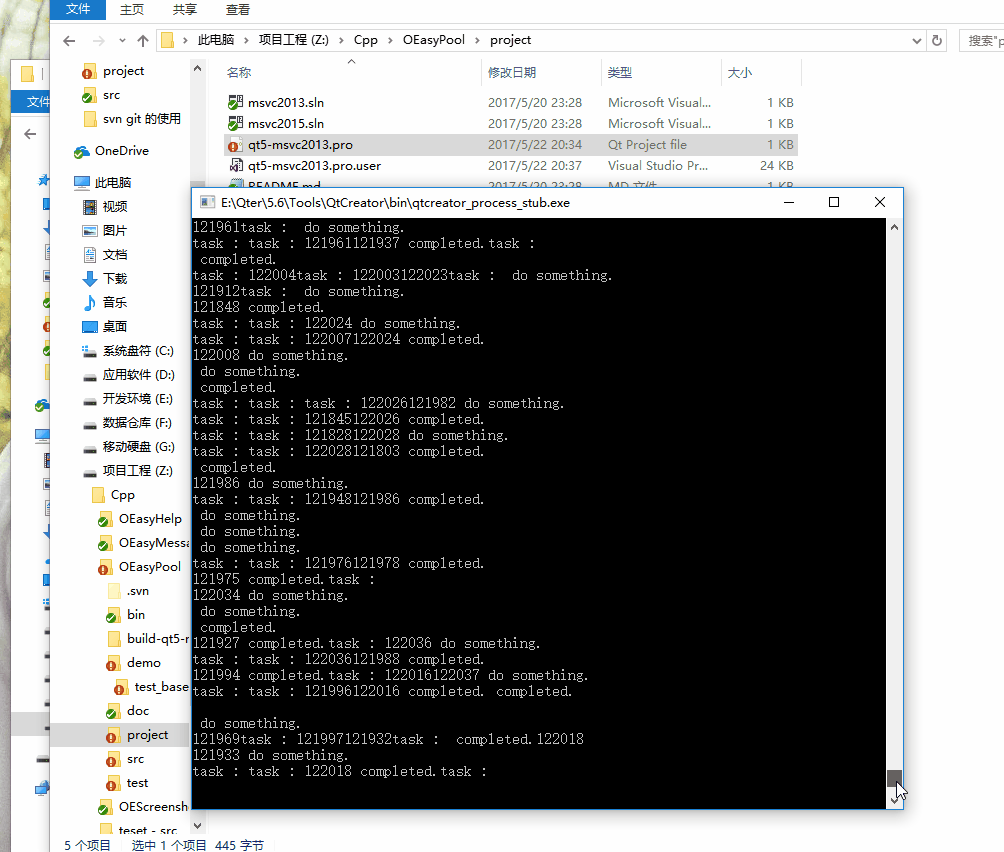 文件 主页 共享 查看
此电脑 › 项目工程 (Z:) › Cpp › OEasyPool › project
搜索"p
文件
project
src
svn git 的使用
OneDrive
此电脑
视频
图片
文档
下载
音乐
桌面
系统盘符 (C:)
应用软件 (D:)
开发环境 (E:)
数据仓库 (F:)
移动硬盘 (G:)
项目工程 (Z:)
Cpp
OEasyHelp
OEasyMessa
OEasyPool
.svn
bin
build-qt5-r
demo
test_base
doc
project
src
test
OEScreensh
teset - src
名称 修改日期 类型 大小
msvc2013.sln 2017/5/20 23:28 Microsoft Visual... 1 KB
msvc2015.sln 2017/5/20 23:28 Microsoft Visual... 1 KB
qt5-msvc2013.pro 2017/5/22 20:34 Qt Project file 1 KB
qt5-msvc2013.pro.user 2017/5/22 20:37 Visual Studio Pr... 24 KB
README.md 2017/5/20 23:28 MD 文件 1 KB
E:\Qter\5.6\Tools\QtCreator\bin\qtcreator_process_stub.exe
121961task :  do something.
task : task : 121961121937 completed.task :
 completed.
task : 122004task : 122003122023task :  do something.
121912task :  do something.
121848 completed.
task : task : 122024 do something.
task : task : 122007122024 completed.
122008 do something.
 do something.
 completed.
task : task : task : 122026121982 do something.
task : task : 121845122026 completed.
task : task : 121828122028 do something.
task : task : 122028121803 completed.
 completed.
121986 do something.
task : task : 121948121986 completed.
 do something.
 do something.
 do something.
task : task : 121976121978 completed.
121975 completed.task :
122034 do something.
 do something.
 completed.
121927 completed.task : 122036 do something.
task : task : 122036121988 completed.
121994 completed.task : 122016122037 do something.
task : task : 121996122016 completed. completed.
 do something.
121969task : 121997121932task :  completed.122018
121933 do something.
task : task : 122018 completed.task :
5 个项目 选中 1 个项目 445 字节